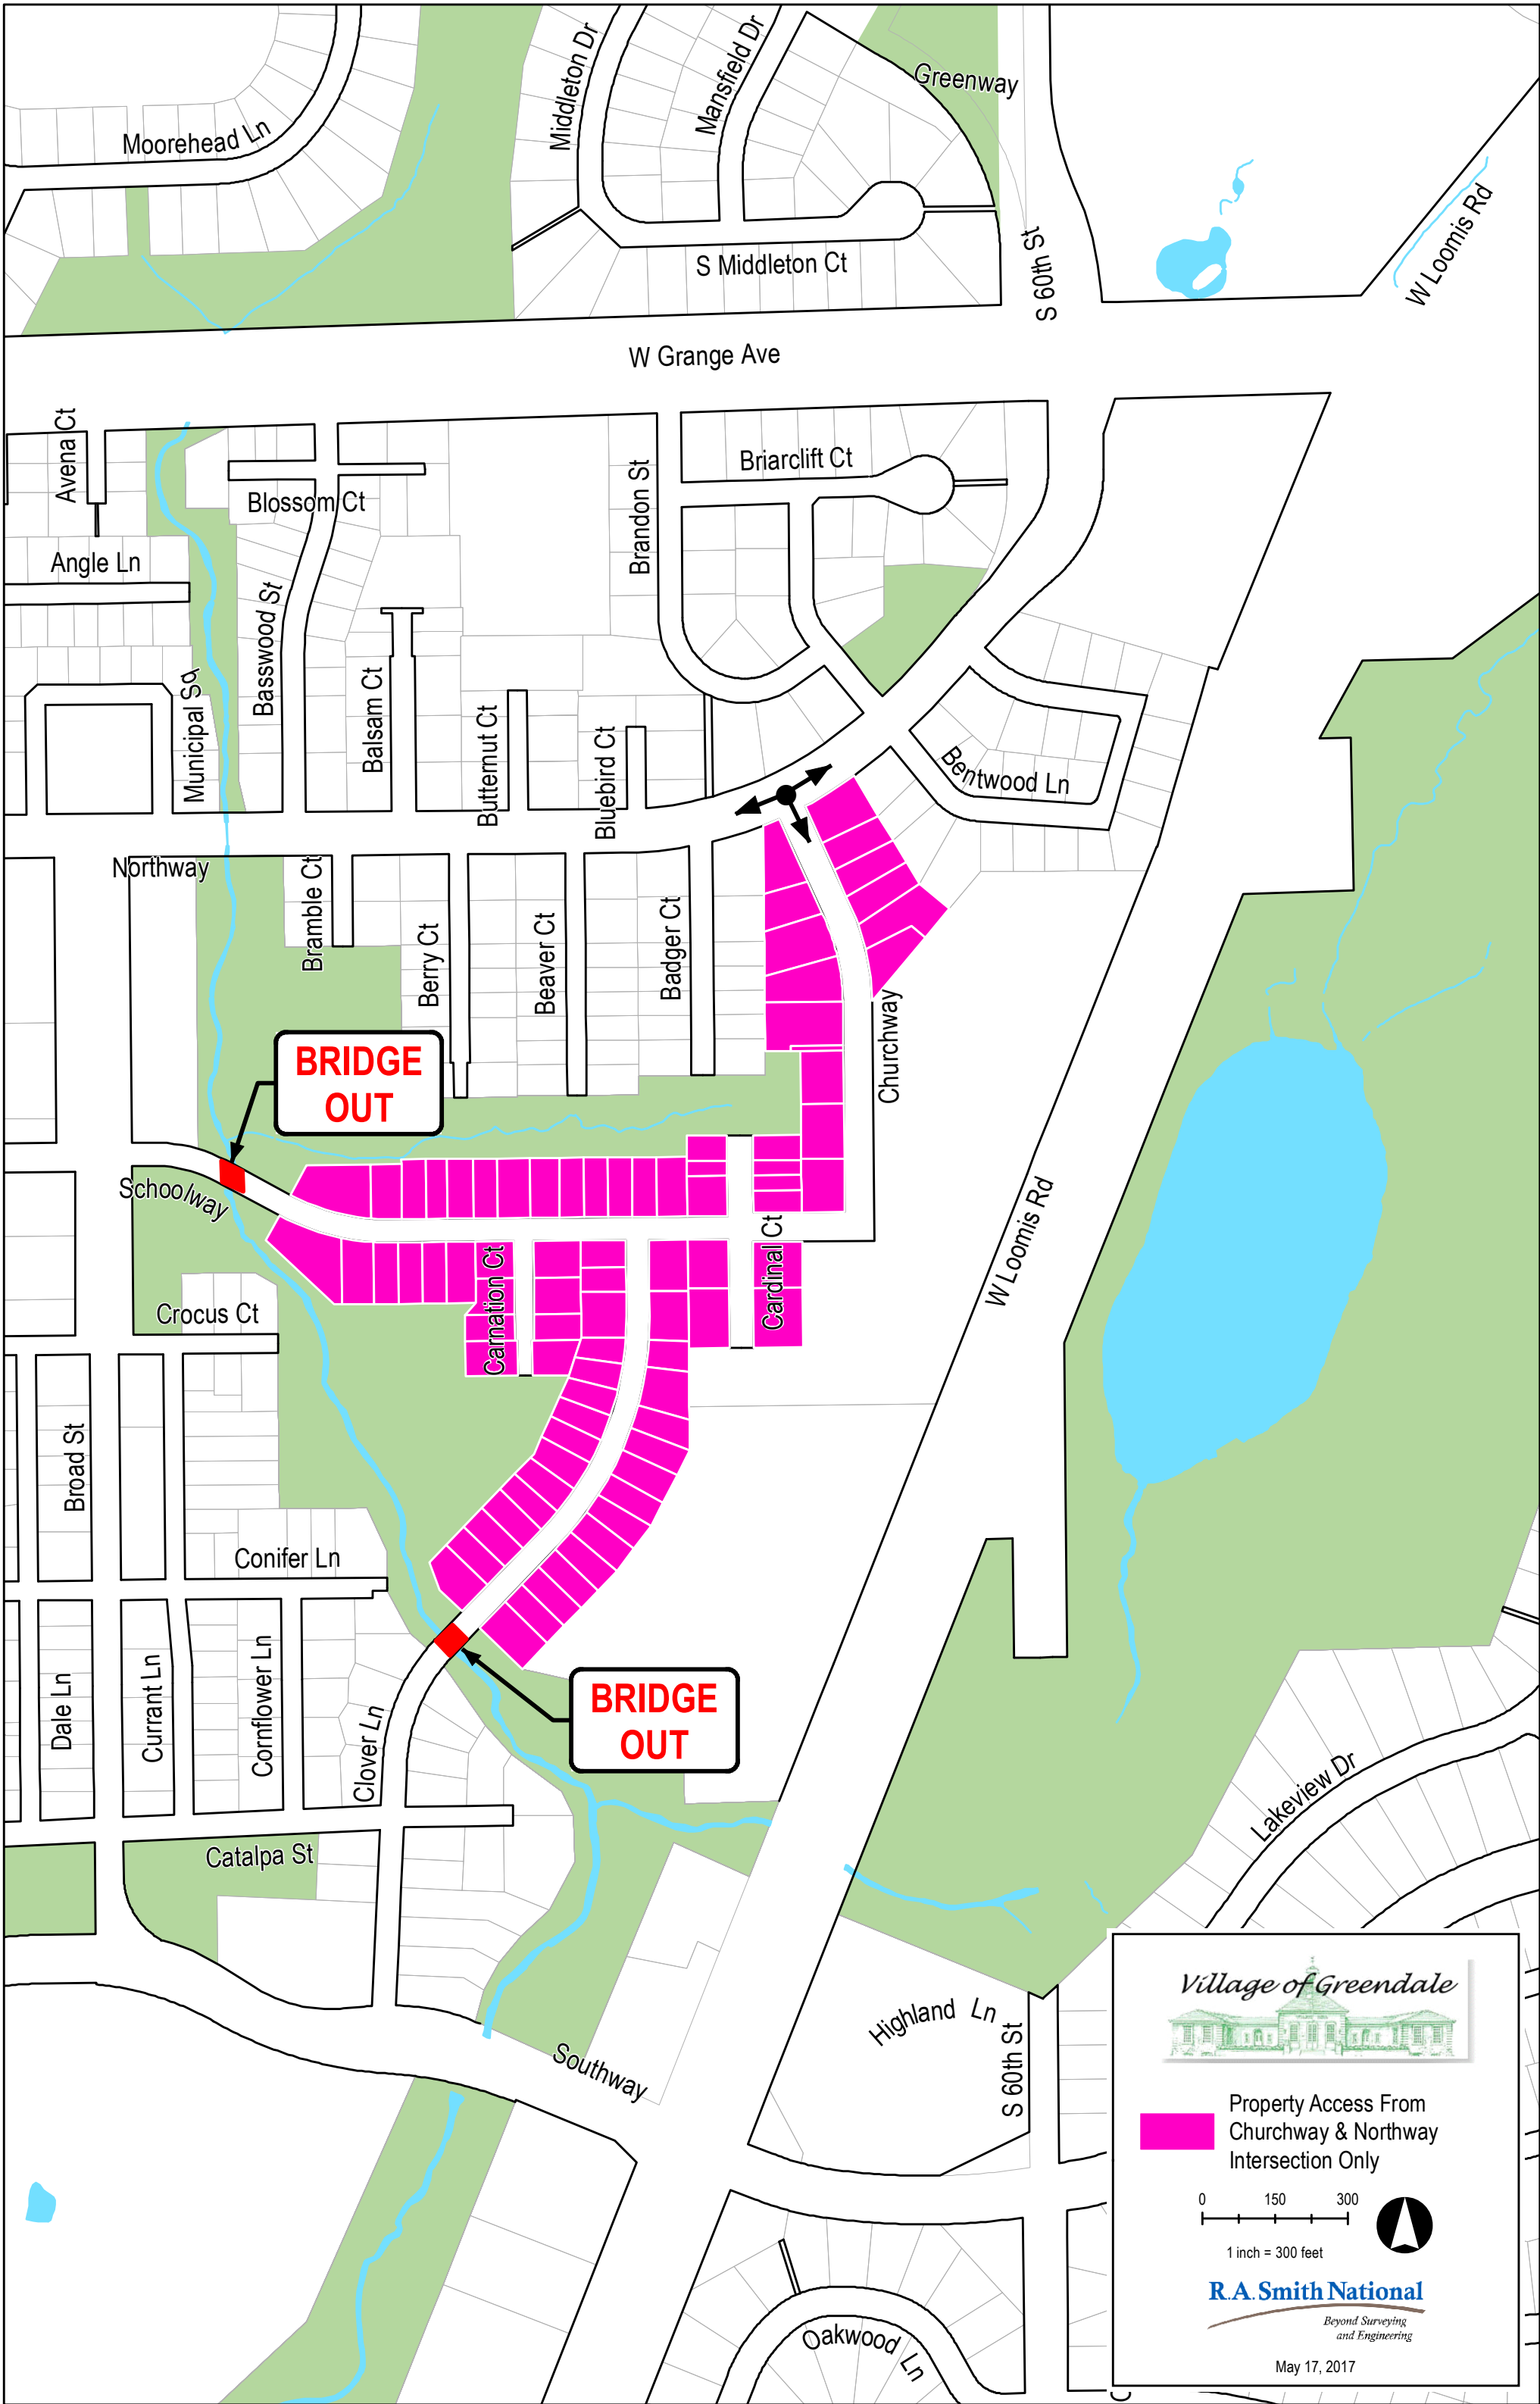 Middleton Dr
Mansfield Dr
Greenway
Moorehead Ln
S Middleton Ct
S 60th St
W Loomis Rd
W Grange Ave
Avena Ct
Blossom Ct
Brandon St
Briarclift Ct
Angle Ln
Basswood St
Municipal Sq
Balsam Ct
Butternut Ct
Bluebird Ct
Bentwood Ln
Northway
Bramble Ct
Berry Ct
Beaver Ct
Badger Ct
Churchway
BRIDGE
OUT
Schoolway
Carnation Ct
Cardinal Ct
W Loomis Rd
Crocus Ct
Broad St
Conifer Ln
Dale Ln
Currant Ln
Cornflower Ln
Clover Ln
BRIDGE
OUT
Lakeview Dr
Catalpa St
Highland Ln
S 60th St
Southway
Oakwood Ln
Village of Greendale
Property Access From
Churchway & Northway
Intersection Only
0 150 300
1 inch = 300 feet
R.A. Smith National
Beyond Surveying
and Engineering
May 17, 2017